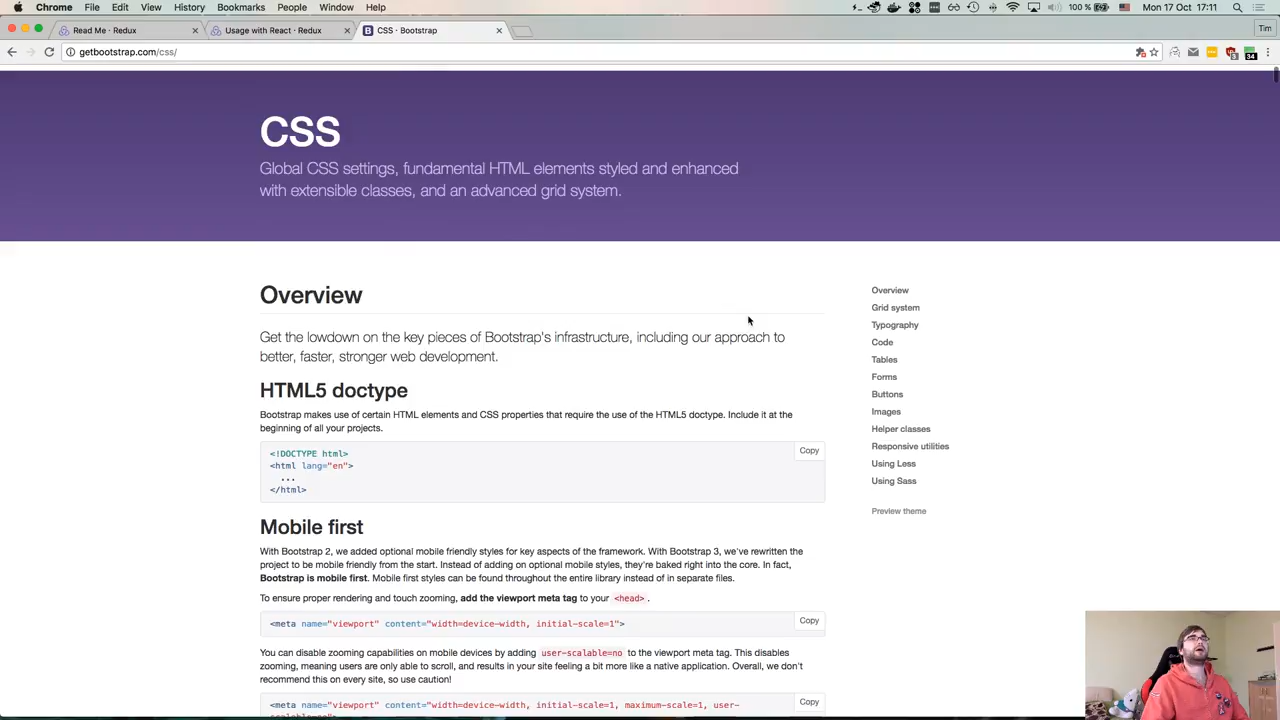 Chrome File Edit View History Bookmarks People Window Help 100 % Mon 17 Oct 17:11
Read Me · Redux Usage with React · Redux CSS · Bootstrap Tim
getbootstrap.com/css/
CSS
Global CSS settings, fundamental HTML elements styled and enhanced
with extensible classes, and an advanced grid system.
Overview
Get the lowdown on the key pieces of Bootstrap's infrastructure, including our approach to
better, faster, stronger web development.
HTML5 doctype
Bootstrap makes use of certain HTML elements and CSS properties that require the use of the HTML5 doctype. Include it at the
beginning of all your projects.
Copy
<!DOCTYPE html>
<html lang="en">
...
</html>
Mobile first
With Bootstrap 2, we added optional mobile friendly styles for key aspects of the framework. With Bootstrap 3, we've rewritten the
project to be mobile friendly from the start. Instead of adding on optional mobile styles, they're baked right into the core. In fact,
Bootstrap is mobile first. Mobile first styles can be found throughout the entire library instead of in separate files.
To ensure proper rendering and touch zooming, add the viewport meta tag to your <head>.
<meta name="viewport" content="width=device-width, initial-scale=1">
Copy
You can disable zooming capabilities on mobile devices by adding user-scalable=no to the viewport meta tag. This disables
zooming, meaning users are only able to scroll, and results in your site feeling a bit more like a native application. Overall, we don't
recommend this on every site, so use caution!
<meta name="viewport" content="width=device-width, initial-scale=1, maximum-scale=1, user-
Copy
Overview
Grid system
Typography
Code
Tables
Forms
Buttons
Images
Helper classes
Responsive utilities
Using Less
Using Sass
Preview theme